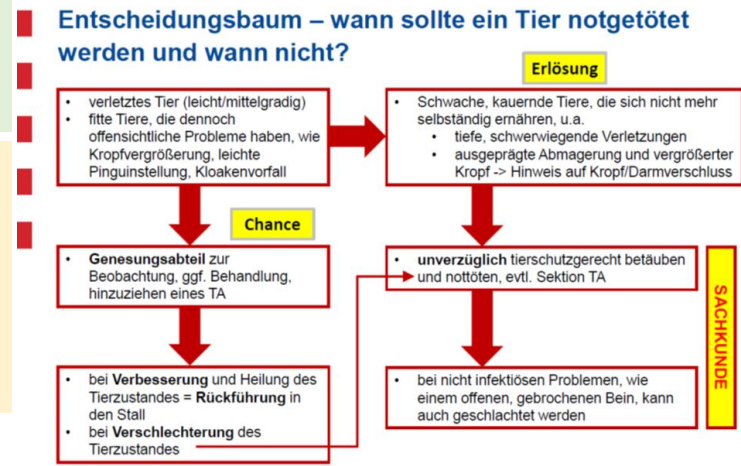 Entscheidungsbaum – wann sollte ein Tier notgetötet
werden und wann nicht?
Erlösung
• verletztes Tier (leicht/mittelgradig)
• fitte Tiere, die dennoch
offensichtliche Probleme haben, wie
Kropfvergrößerung, leichte
Pinguinstellung, Kloakenvorfall
• Schwache, kauernde Tiere, die sich nicht mehr
selbständig ernähren, u.a.
• tiefe, schwerwiegende Verletzungen
• ausgeprägte Abmagerung und vergrößerter
Kropf -> Hinweis auf Kropf/Darmverschluss
Chance
• Genesungsabteil zur
Beobachtung, ggf. Behandlung,
hinzuziehen eines TA
• unverzüglich tierschutzgerecht betäuben
und nottöten, evtl. Sektion TA
• bei Verbesserung und Heilung des
Tierzustandes = Rückführung in
den Stall
• bei Verschlechterung des
Tierzustandes
• bei nicht infektiösen Problemen, wie
einem offenen, gebrochenen Bein, kann
auch geschlachtet werden
SACHKUNDE